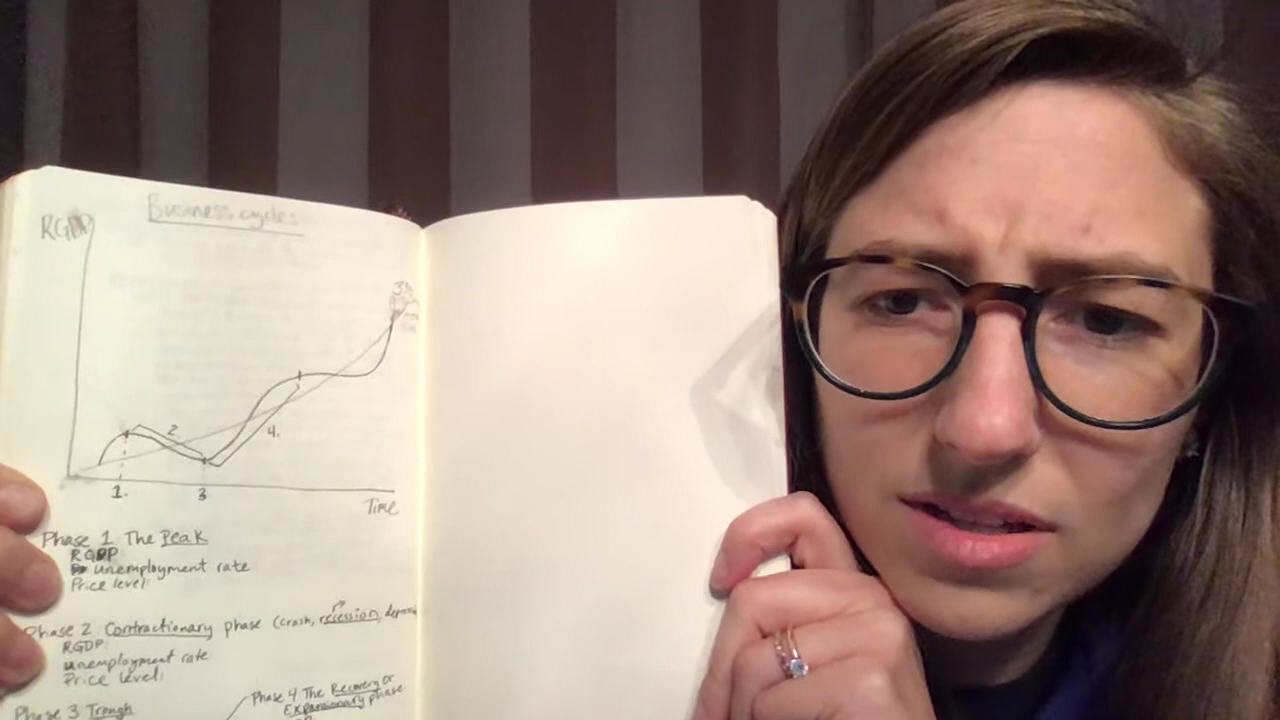 Business cycles
RGDP
3%
2
4.
1.
3
Time
Phase 1 The Peak
RGDP
unemployment rate
Price level:
Phase 2 Contractionary phase (crash, recession,
RGDP:
unemployment rate:
Price level:
Phase 3 Trough
Phase 4 The Recovery or
Expansionary phase